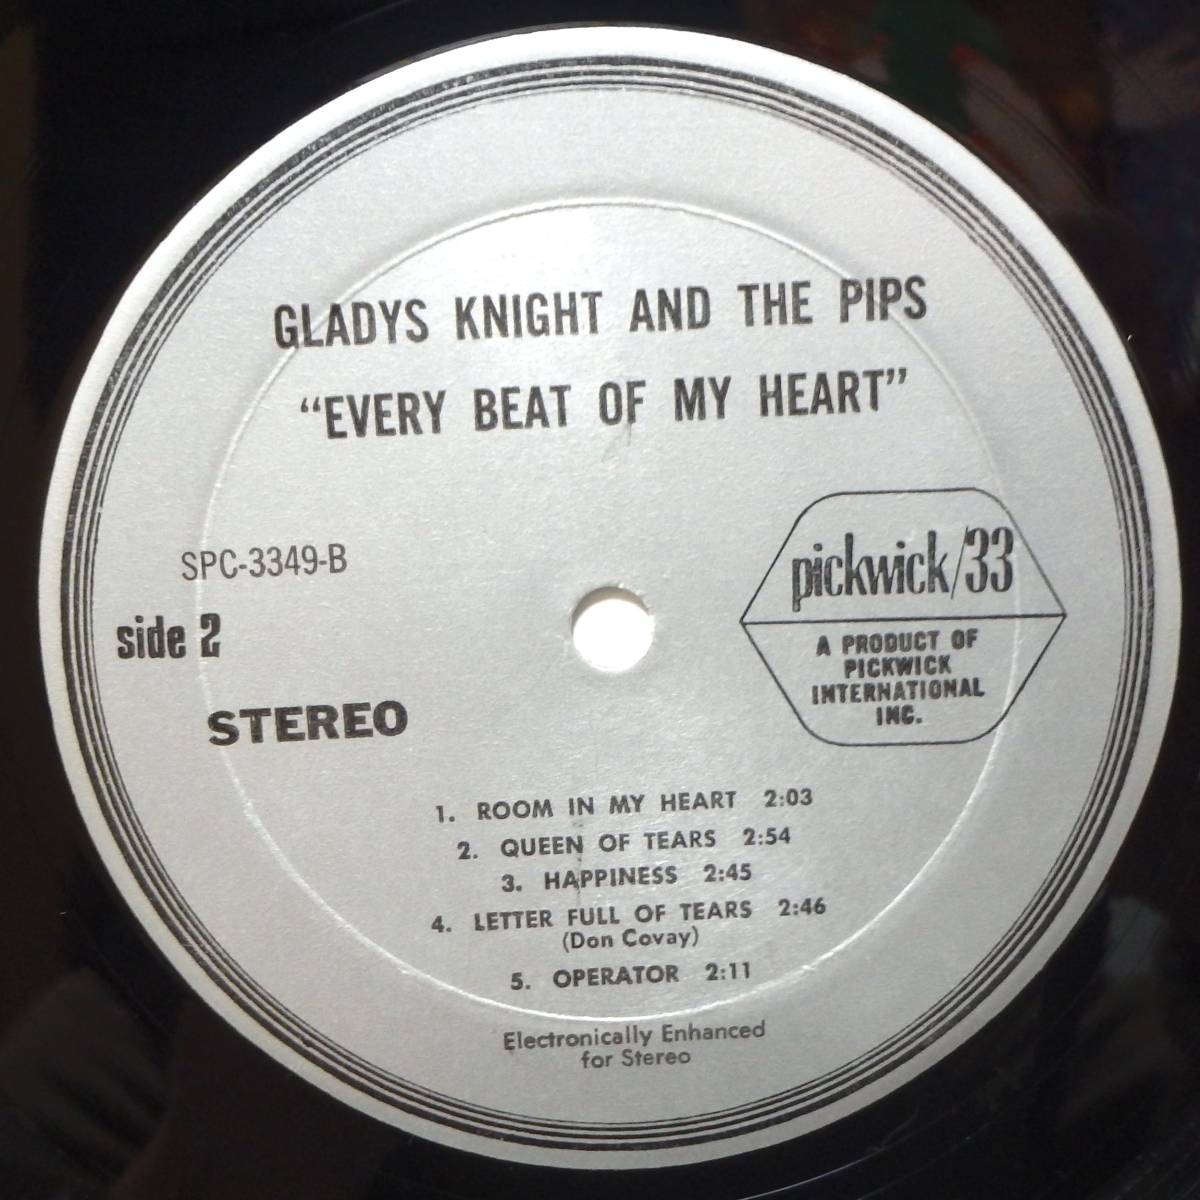 GLADYS KNIGHT AND THE PIPS
“EVERY BEAT OF MY HEART”
SPC-3349-B
side 2
STEREO
pickwick/33
A PRODUCT OF
PICKWICK
INTERNATIONAL
INC.
1. ROOM IN MY HEART 2:03
2. QUEEN OF TEARS 2:54
3. HAPPINESS 2:45
4. LETTER FULL OF TEARS 2:46
(Don Covay)
5. OPERATOR 2:11
Electronically Enhanced
for Stereo